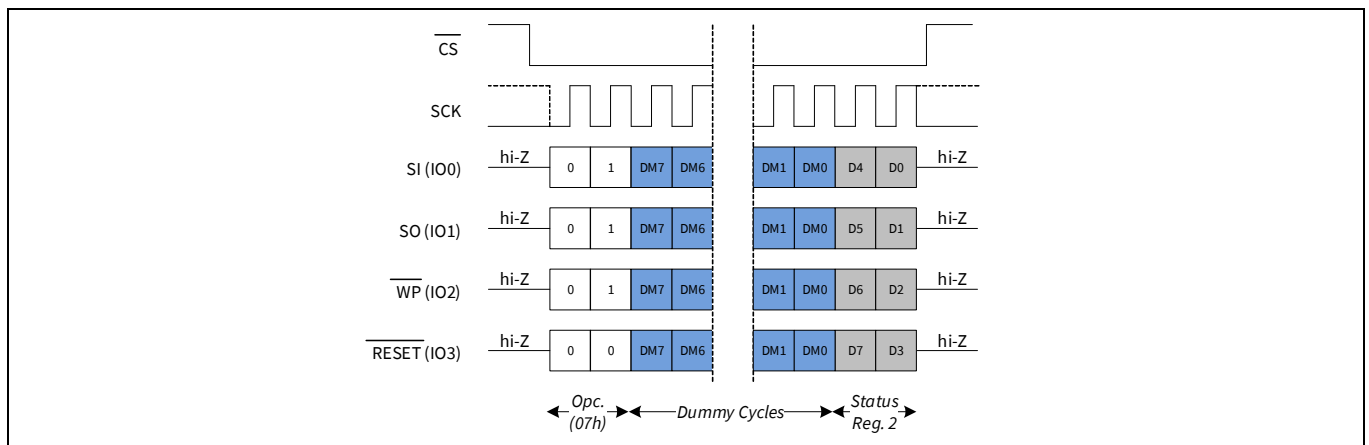 CS
SCK
SI (IO0) hi-Z 0 1 DM7 DM6 DM1 DM0 D4 D0 hi-Z
SO (IO1) hi-Z 0 1 DM7 DM6 DM1 DM0 D5 D1 hi-Z
WP (IO2) hi-Z 0 1 DM7 DM6 DM1 DM0 D6 D2 hi-Z
RESET (IO3) hi-Z 0 0 DM7 DM6 DM1 DM0 D7 D3 hi-Z
Opc. (07h) Dummy Cycles Status Reg. 2